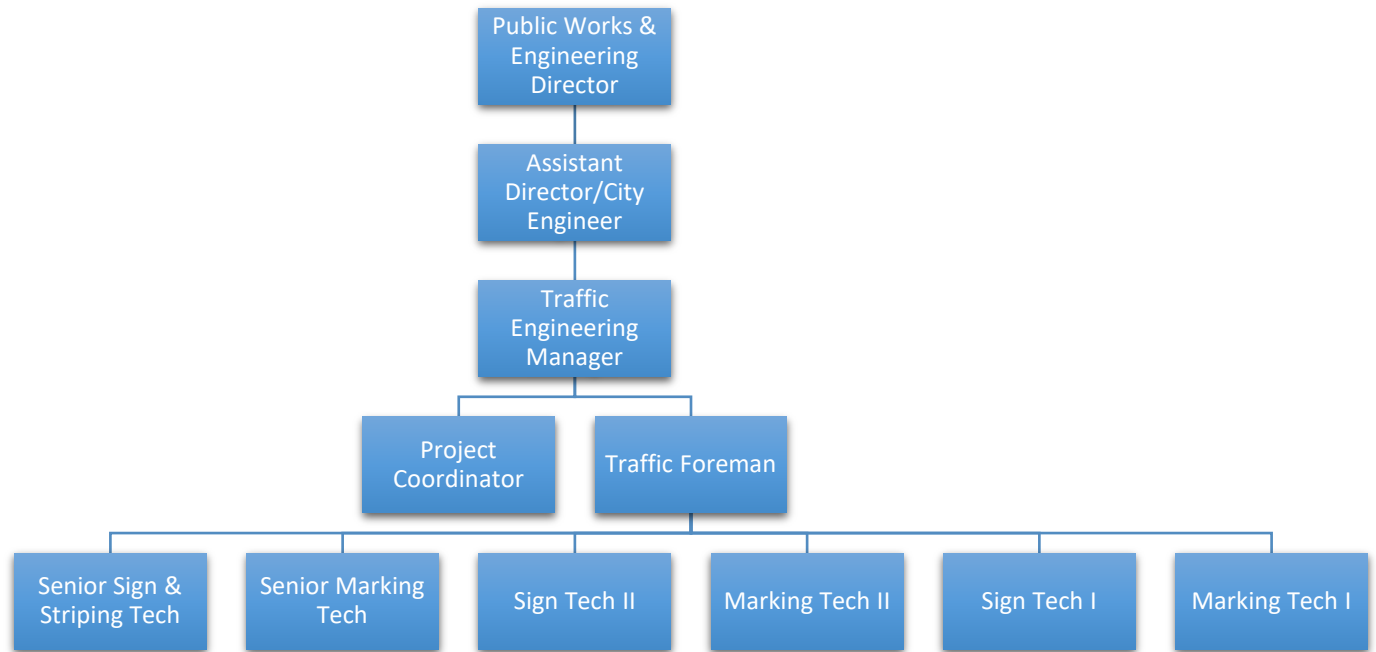 Public Works &
Engineering
Director
Assistant
Director/City
Engineer
Traffic
Engineering
Manager
Project
Coordinator
Traffic Foreman
Senior Sign &
Striping Tech
Senior Marking
Tech
Sign Tech II
Marking Tech II
Sign Tech I
Marking Tech I